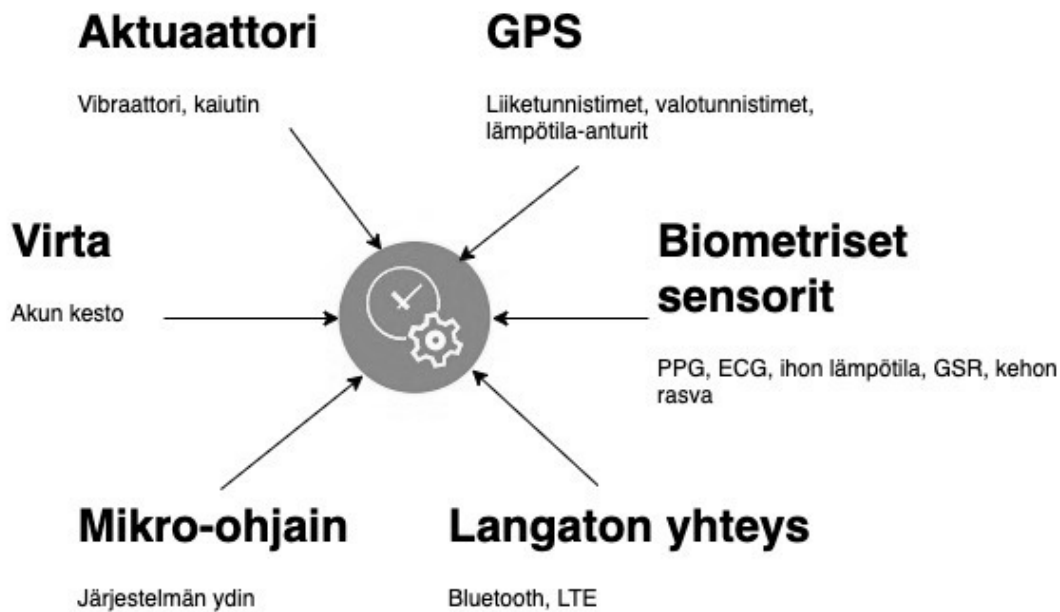 Aktuaattori
Vibraattori, kaiutin
GPS
Liiketunnistimet, valotunnistimet,
lämpötila-anturit
Virta
Akun kesto
Biometriset
sensorit
PPG, ECG, ihon lämpötila, GSR, kehon
rasva
Mikro-ohjain
Järjestelmän ydin
Langaton yhteys
Bluetooth, LTE